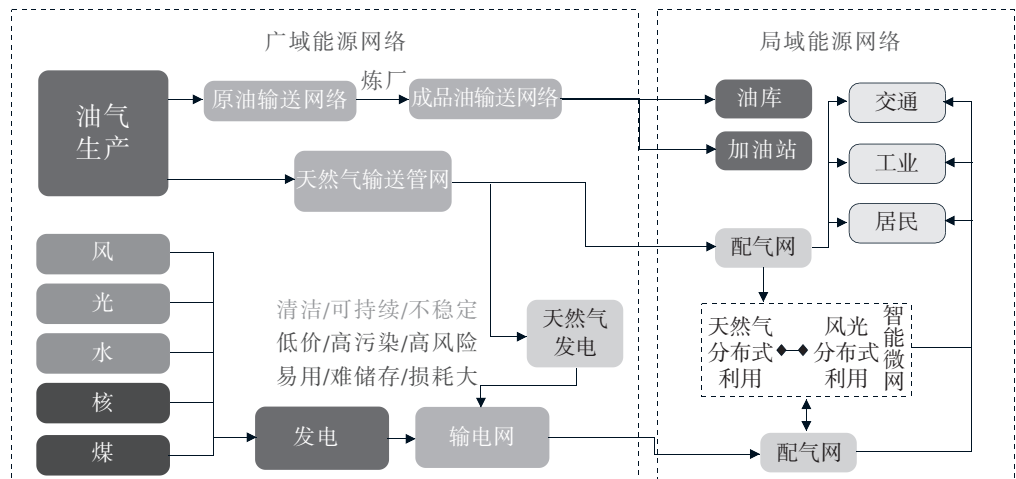 广域能源网络
局域能源网络
油气
生产
原油输送网络
炼厂
成品油输送网络
天然气输送管网
油库
加油站
交通
工业
居民
配气网
风
光
水
核
煤
清洁/可持续/不稳定
低价/高污染/高风险
易用/难储存/损耗大
天然气
发电
发电
输电网
天然气
分布式
利用
风光
分布式
利用
智能微网
配气网